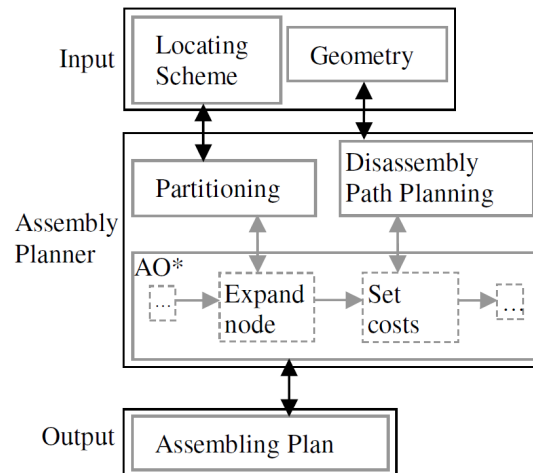 Input
Locating
Scheme
Geometry
Assembly
Planner
Partitioning
Disassembly
Path Planning
AO*
...
Expand
node
Set
costs
...
Output
Assembling Plan